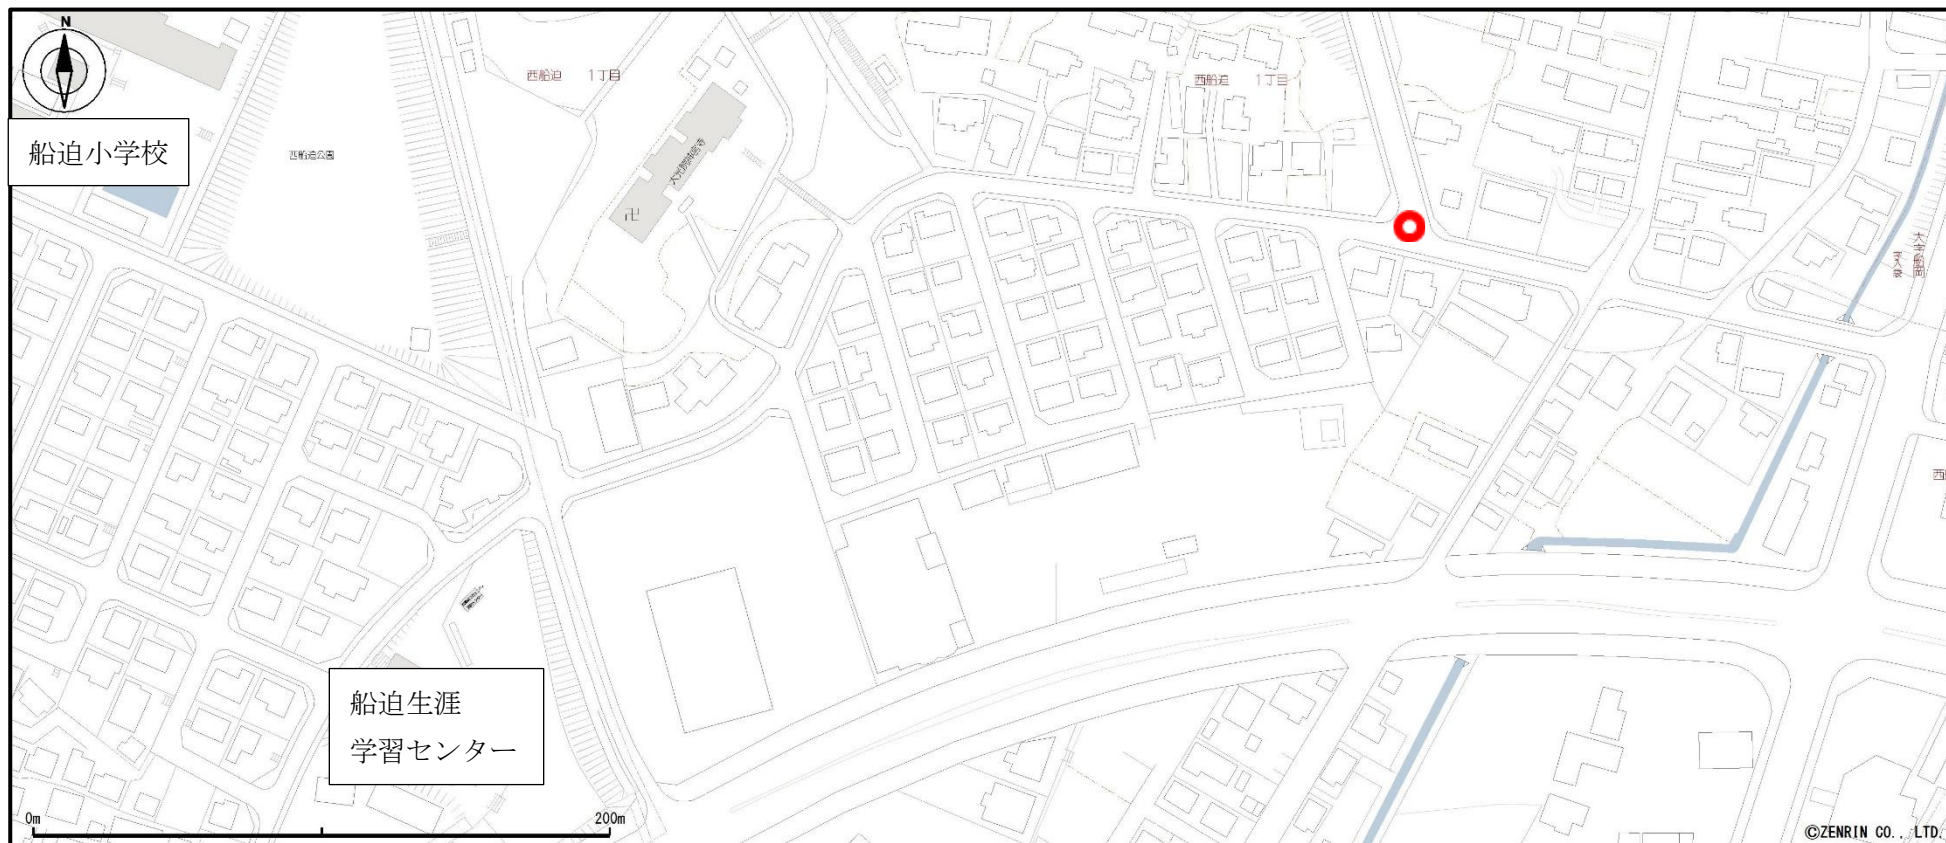 N
西船迫 1丁目
西船迫 1丁目
船迫小学校
西船迫公園
卍
船迫生涯
学習センター
0m
200m
©ZENRIN CO., LTD.